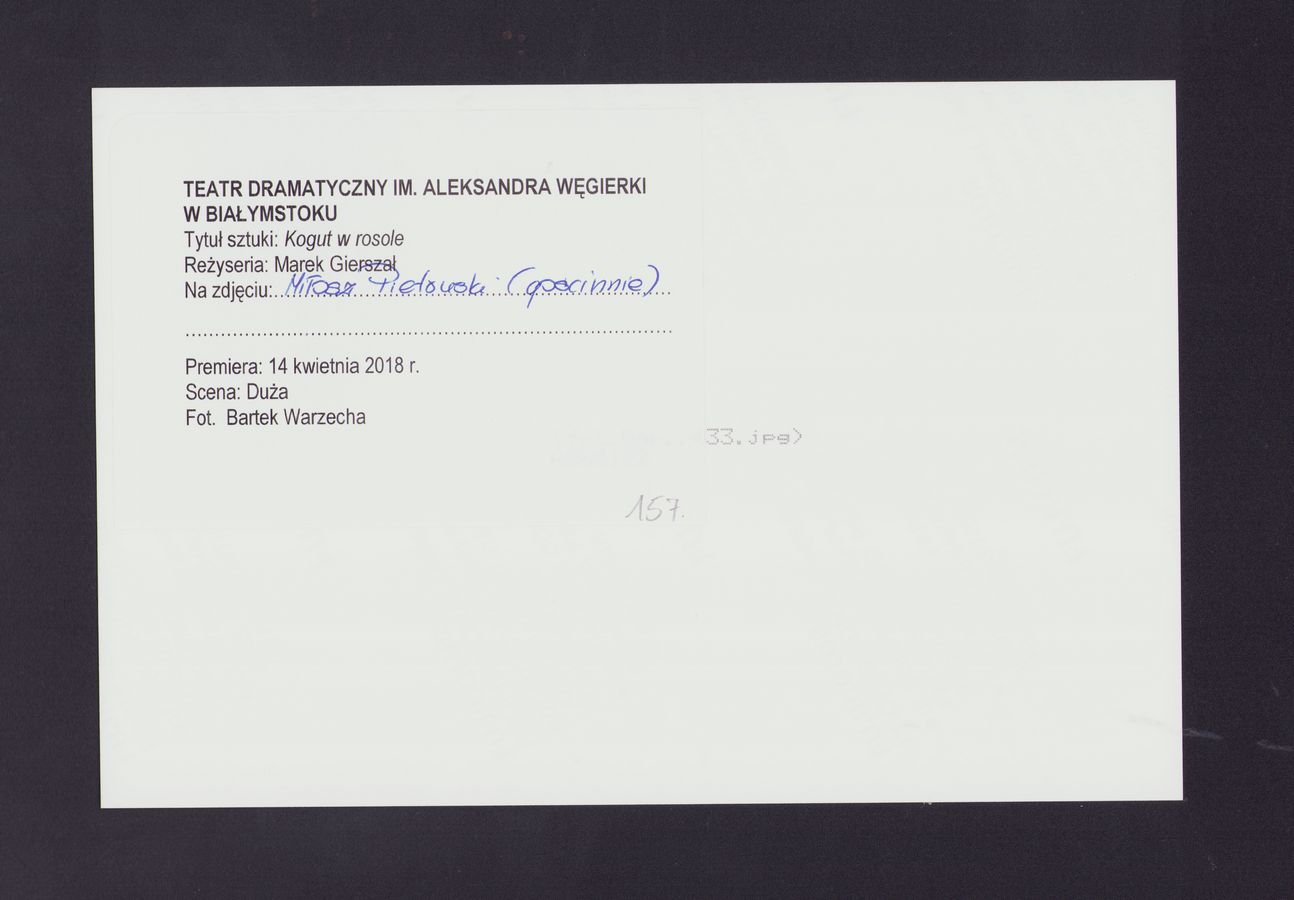 TEATR DRAMATYCZNY IM. ALEKSANDRA WĘGIERKI
W BIAŁYMSTOKU
Tytuł sztuki: Kogut w rosole
Reżyseria: Marek Gierszał
Na zdjęciu: Miłosz Pietruski (gościnnie)
Premiera: 14 kwietnia 2018 r.
Scena: Duża
Fot. Bartek Warzecha
33.jpg>
157.